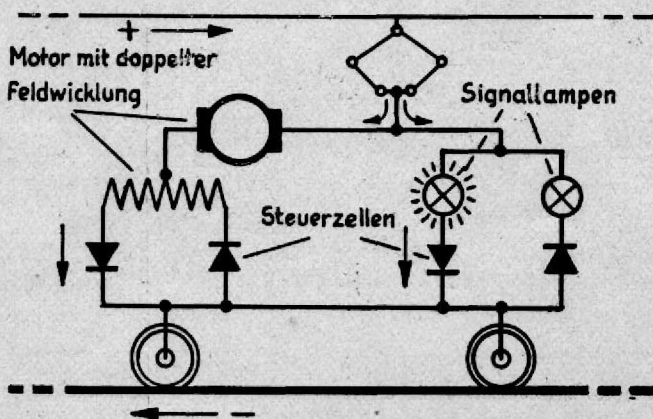 +
Motor mit doppelter
Feldwicklung
Signallampen
Steuerzellen
-